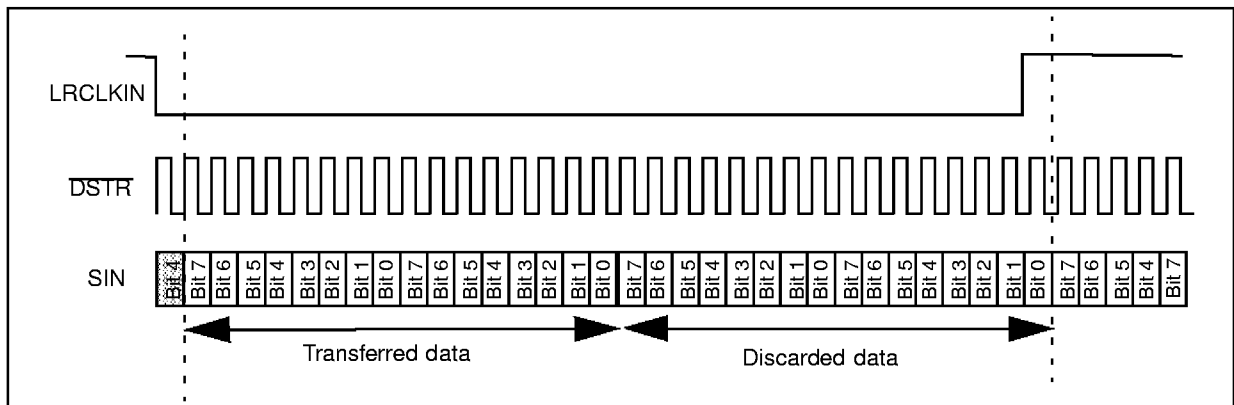 LRCLKIN
DSTR
SIN
Bit 4
Bit 7
Bit 6
Bit 5
Bit 4
Bit 3
Bit 2
Bit 1
Bit 0
Bit 7
Bit 6
Bit 5
Bit 4
Bit 3
Bit 2
Bit 1
Bit 0
Bit 7
Bit 6
Bit 5
Bit 4
Bit 3
Bit 2
Bit 1
Bit 0
Bit 7
Bit 6
Bit 5
Bit 4
Bit 3
Bit 2
Bit 1
Bit 0
Bit 7
Bit 6
Bit 5
Bit 4
Bit 7
Transferred data
Discarded data